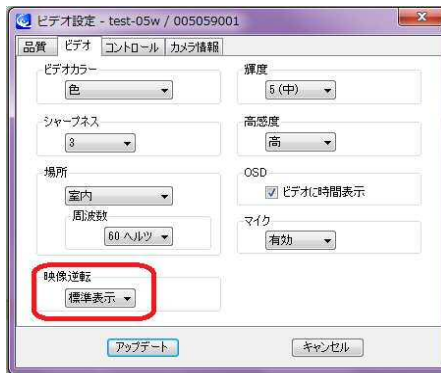 ビデオ設定 - test-05w / 005059001
品質 ビデオ コントロール カメラ情報
ビデオカラー
色
輝度
5 (中)
シャープネス
3
高感度
高
場所
室内
周波数
60 ヘルツ
OSD
ビデオに時間表示
マイク
有効
映像逆転
標準表示
アップデート
キャンセル